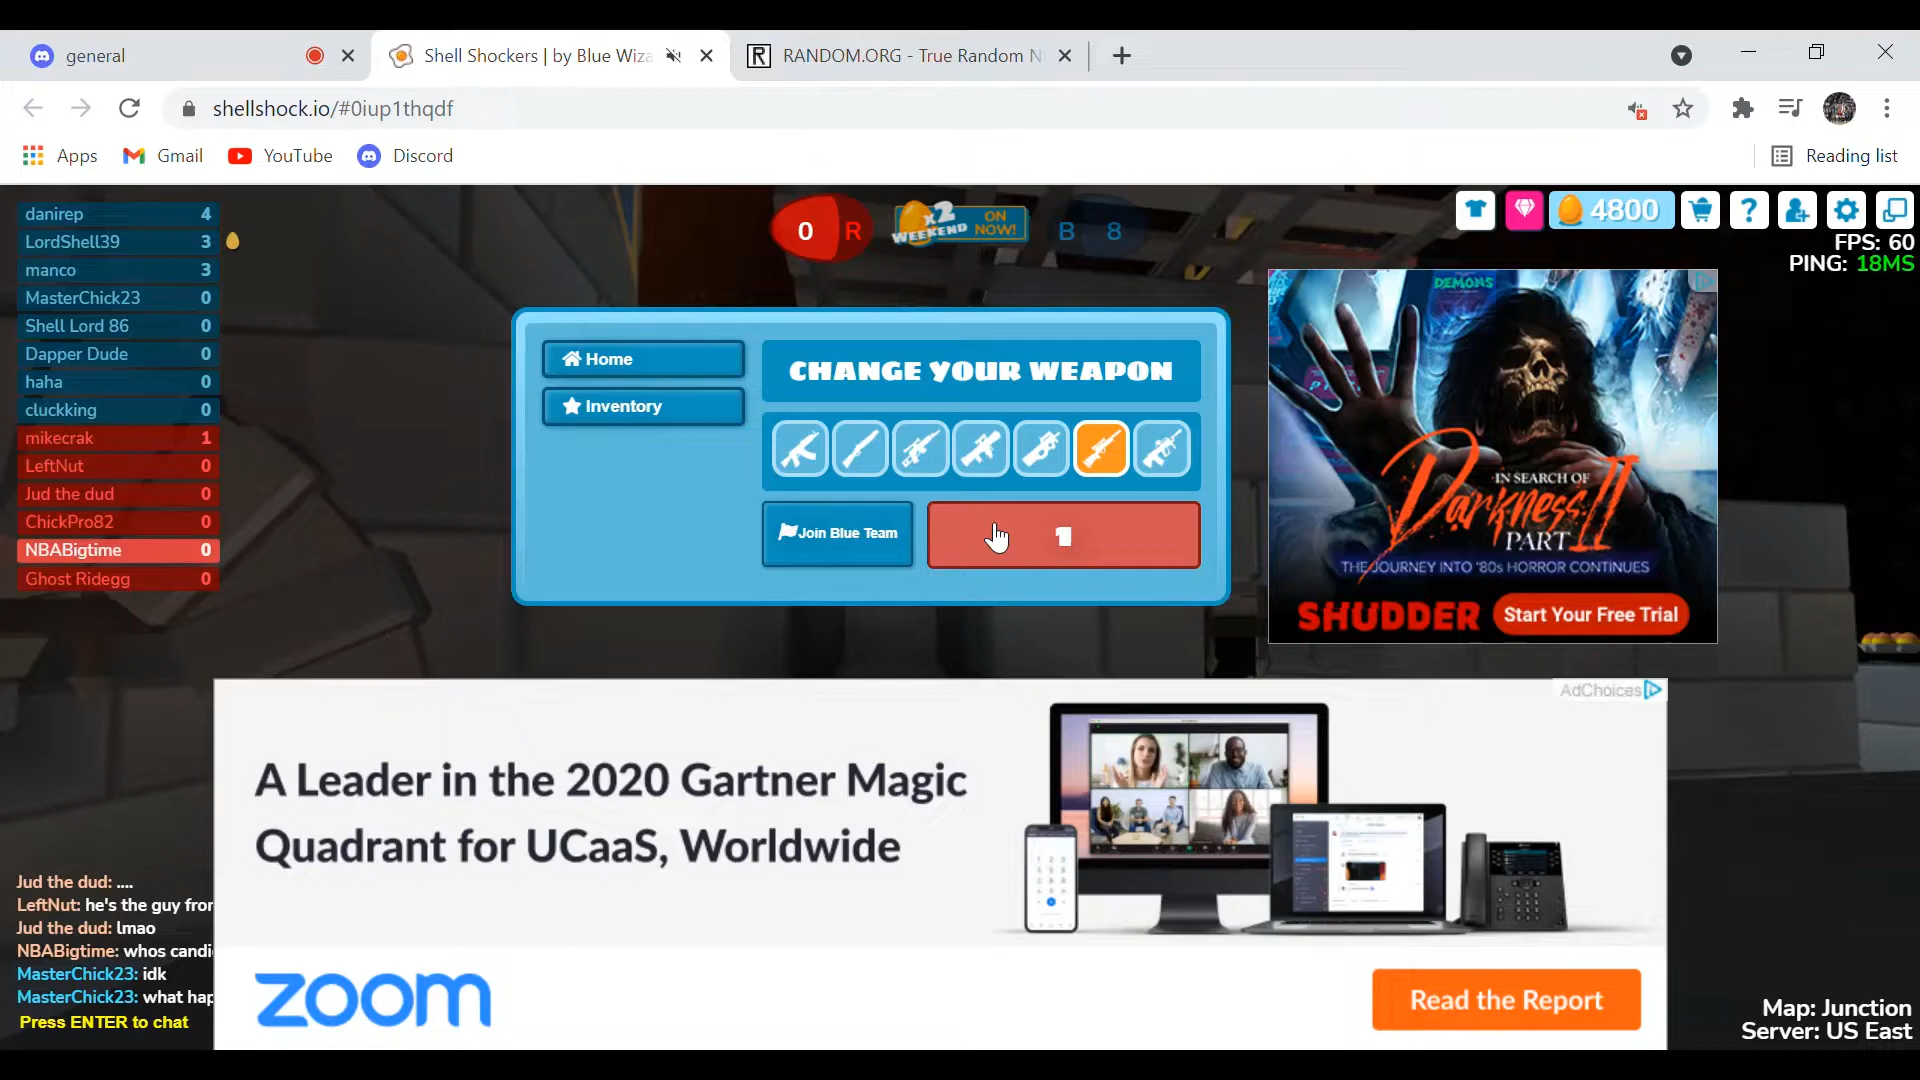 general
Shell Shockers | by Blue Wiza
RANDOM.ORG - True Random N
shellshock.io/#0iup1thqdf
Apps
Gmail
YouTube
Discord
Reading list
danirep 4
LordShell39 3
manco 3
MasterChick23 0
Shell Lord 86 0
Dapper Dude 0
haha 0
cluckking 0
mikecrak 1
LeftNut 0
Jud the dud 0
ChickPro82 0
NBABigtime 0
Ghost Ridegg 0
0 R
x2
WEEKEND
ON
NOW!
B 8
4800
FPS: 60
PING: 18MS
Home
Inventory
CHANGE YOUR WEAPON
Join Blue Team
1
DEMONS
IN SEARCH OF
Darkness II
PART
THE JOURNEY INTO '80s HORROR CONTINUES
SHUDDER
Start Your Free Trial
AdChoices
A Leader in the 2020 Gartner Magic
Quadrant for UCaaS, Worldwide
zoom
Read the Report
Jud the dud: ....
LeftNut: he's the guy fror
Jud the dud: lmao
NBABigtime: whos candi
MasterChick23: idk
MasterChick23: what hap
Press ENTER to chat
Map: Junction
Server: US East